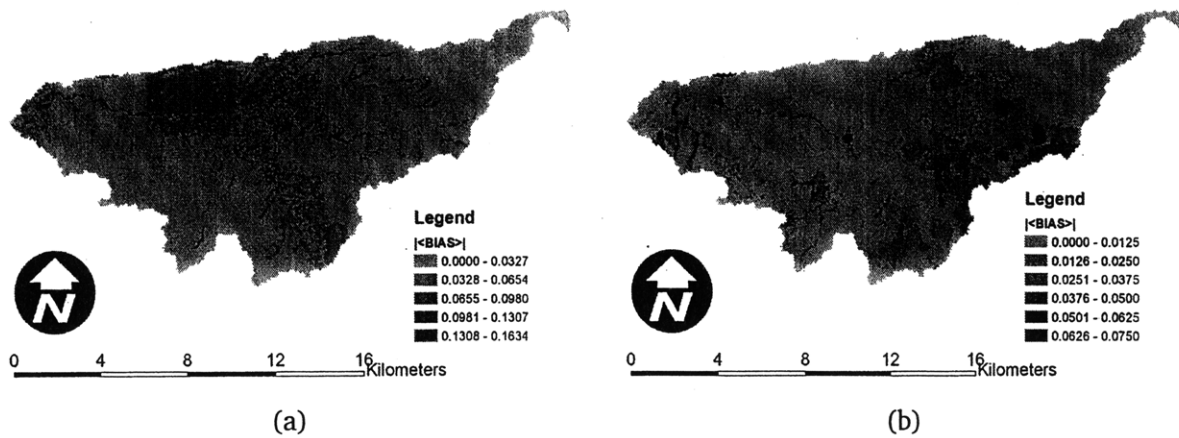 Legend
|<BIAS>|
0.0000 - 0.0327
0.0328 - 0.0654
0.0655 - 0.0980
0.0981 - 0.1307
0.1308 - 0.1634
N
0 4 8 12 16 Kilometers
(a)
Legend
|<BIAS>|
0.0000 - 0.0125
0.0126 - 0.0250
0.0251 - 0.0375
0.0376 - 0.0500
0.0501 - 0.0625
0.0626 - 0.0750
N
0 4 8 12 16 Kilometers
(b)